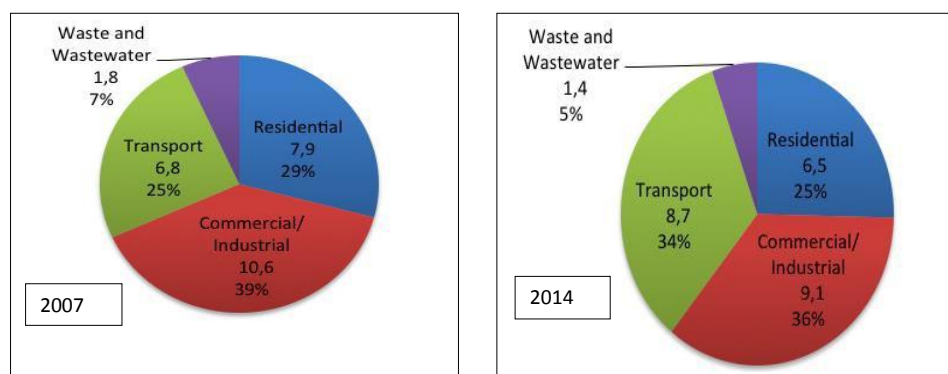 Waste and
Wastewater
1,8
7%
Residential
7,9
29%
Transport
6,8
25%
Commercial/
Industrial
10,6
39%
2007
Waste and
Wastewater
1,4
5%
Residential
6,5
25%
Transport
8,7
34%
Commercial/
Industrial
9,1
36%
2014